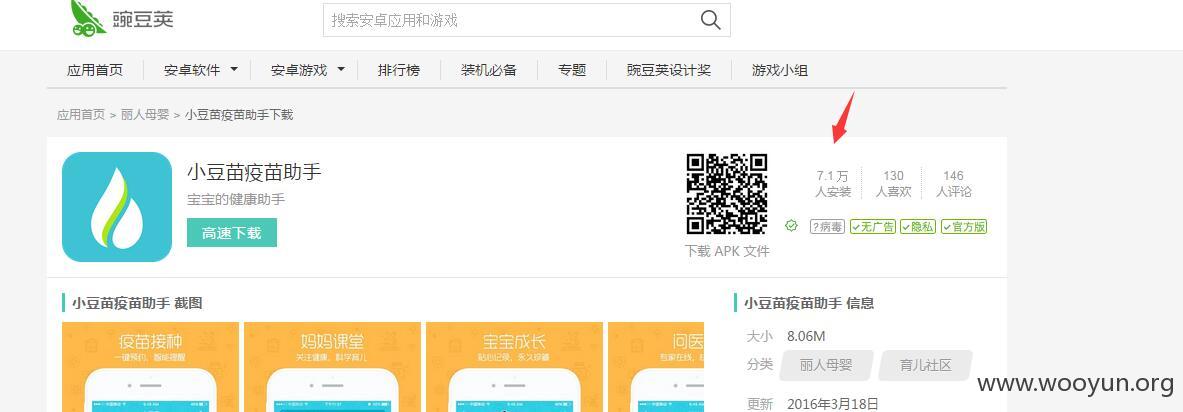 豌豆荚
搜索安卓应用和游戏
应用首页 安卓软件 安卓游戏 排行榜 装机必备 专题 豌豆荚设计奖 游戏小组
应用首页 > 丽人母婴 > 小豆苗疫苗助手下载
小豆苗疫苗助手
宝宝的健康助手
高速下载
下载 APK 文件
7.1 万 130 146
人安装 人喜欢 人评论
?病毒 无广告 隐私 官方版
小豆苗疫苗助手 截图
疫苗接种 妈妈课堂 宝宝成长 问医
一键预约,智能提醒 关注健康,科学育儿 贴心记录,永久珍藏 专家在线,
小豆苗疫苗助手 信息
大小 8.06M
分类 丽人母婴 育儿社区
更新 2016年3月18日
www.wooyun.org